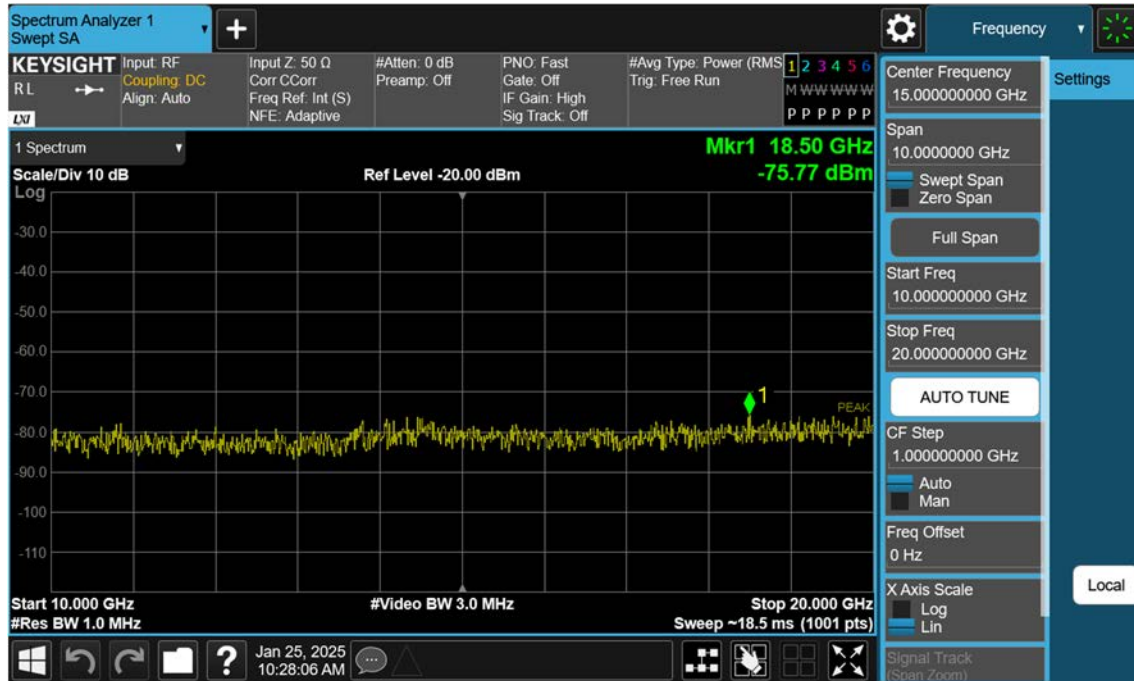 Spectrum Analyzer 1
Swept SA
Frequency
KEYSIGHT
RL
LXI
Input: RF
Coupling: DC
Align: Auto
Input Z: 50 Ω
Corr CCorr
Freq Ref: Int (S)
NFE: Adaptive
#Atten: 0 dB
Preamp: Off
PNO: Fast
Gate: Off
IF Gain: High
Sig Track: Off
#Avg Type: Power (RMS
Trig: Free Run
1 2 3 4 5 6
M W W W W W
P P P P P P
1 Spectrum
Scale/Div 10 dB
Log
Ref Level -20.00 dBm
Mkr1 18.50 GHz
-75.77 dBm
-30.0
-40.0
-50.0
-60.0
-70.0
-80.0
-90.0
-100
-110
1
PEAK
Start 10.000 GHz
#Res BW 1.0 MHz
#Video BW 3.0 MHz
Stop 20.000 GHz
Sweep ~18.5 ms (1001 pts)
Center Frequency
15.000000000 GHz
Span
10.0000000 GHz
Swept Span
Zero Span
Full Span
Start Freq
10.000000000 GHz
Stop Freq
20.000000000 GHz
AUTO TUNE
CF Step
1.000000000 GHz
Auto
Man
Freq Offset
0 Hz
X Axis Scale
Log
Lin
Signal Track
(Span Zoom)
Settings
Local
?
Jan 25, 2025
10:28:06 AM